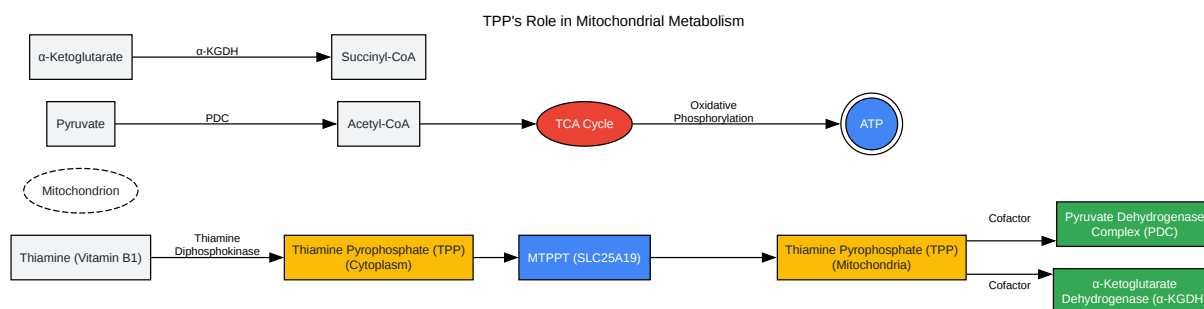 TPP's Role in Mitochondrial Metabolism
α-Ketoglutarate
α-KGDH
Succinyl-CoA
Pyruvate
PDC
Acetyl-CoA
TCA Cycle
Oxidative
Phosphorylation
ATP
Mitochondrion
Thiamine (Vitamin B1)
Thiamine
Diphosphokinase
Thiamine Pyrophosphate (TPP)
(Cytoplasm)
MTPPT (SLC25A19)
Thiamine Pyrophosphate (TPP)
(Mitochondria)
Cofactor
Pyruvate Dehydrogenase
Complex (PDC)
Cofactor
α-Ketoglutarate
Dehydrogenase (α-KGDH